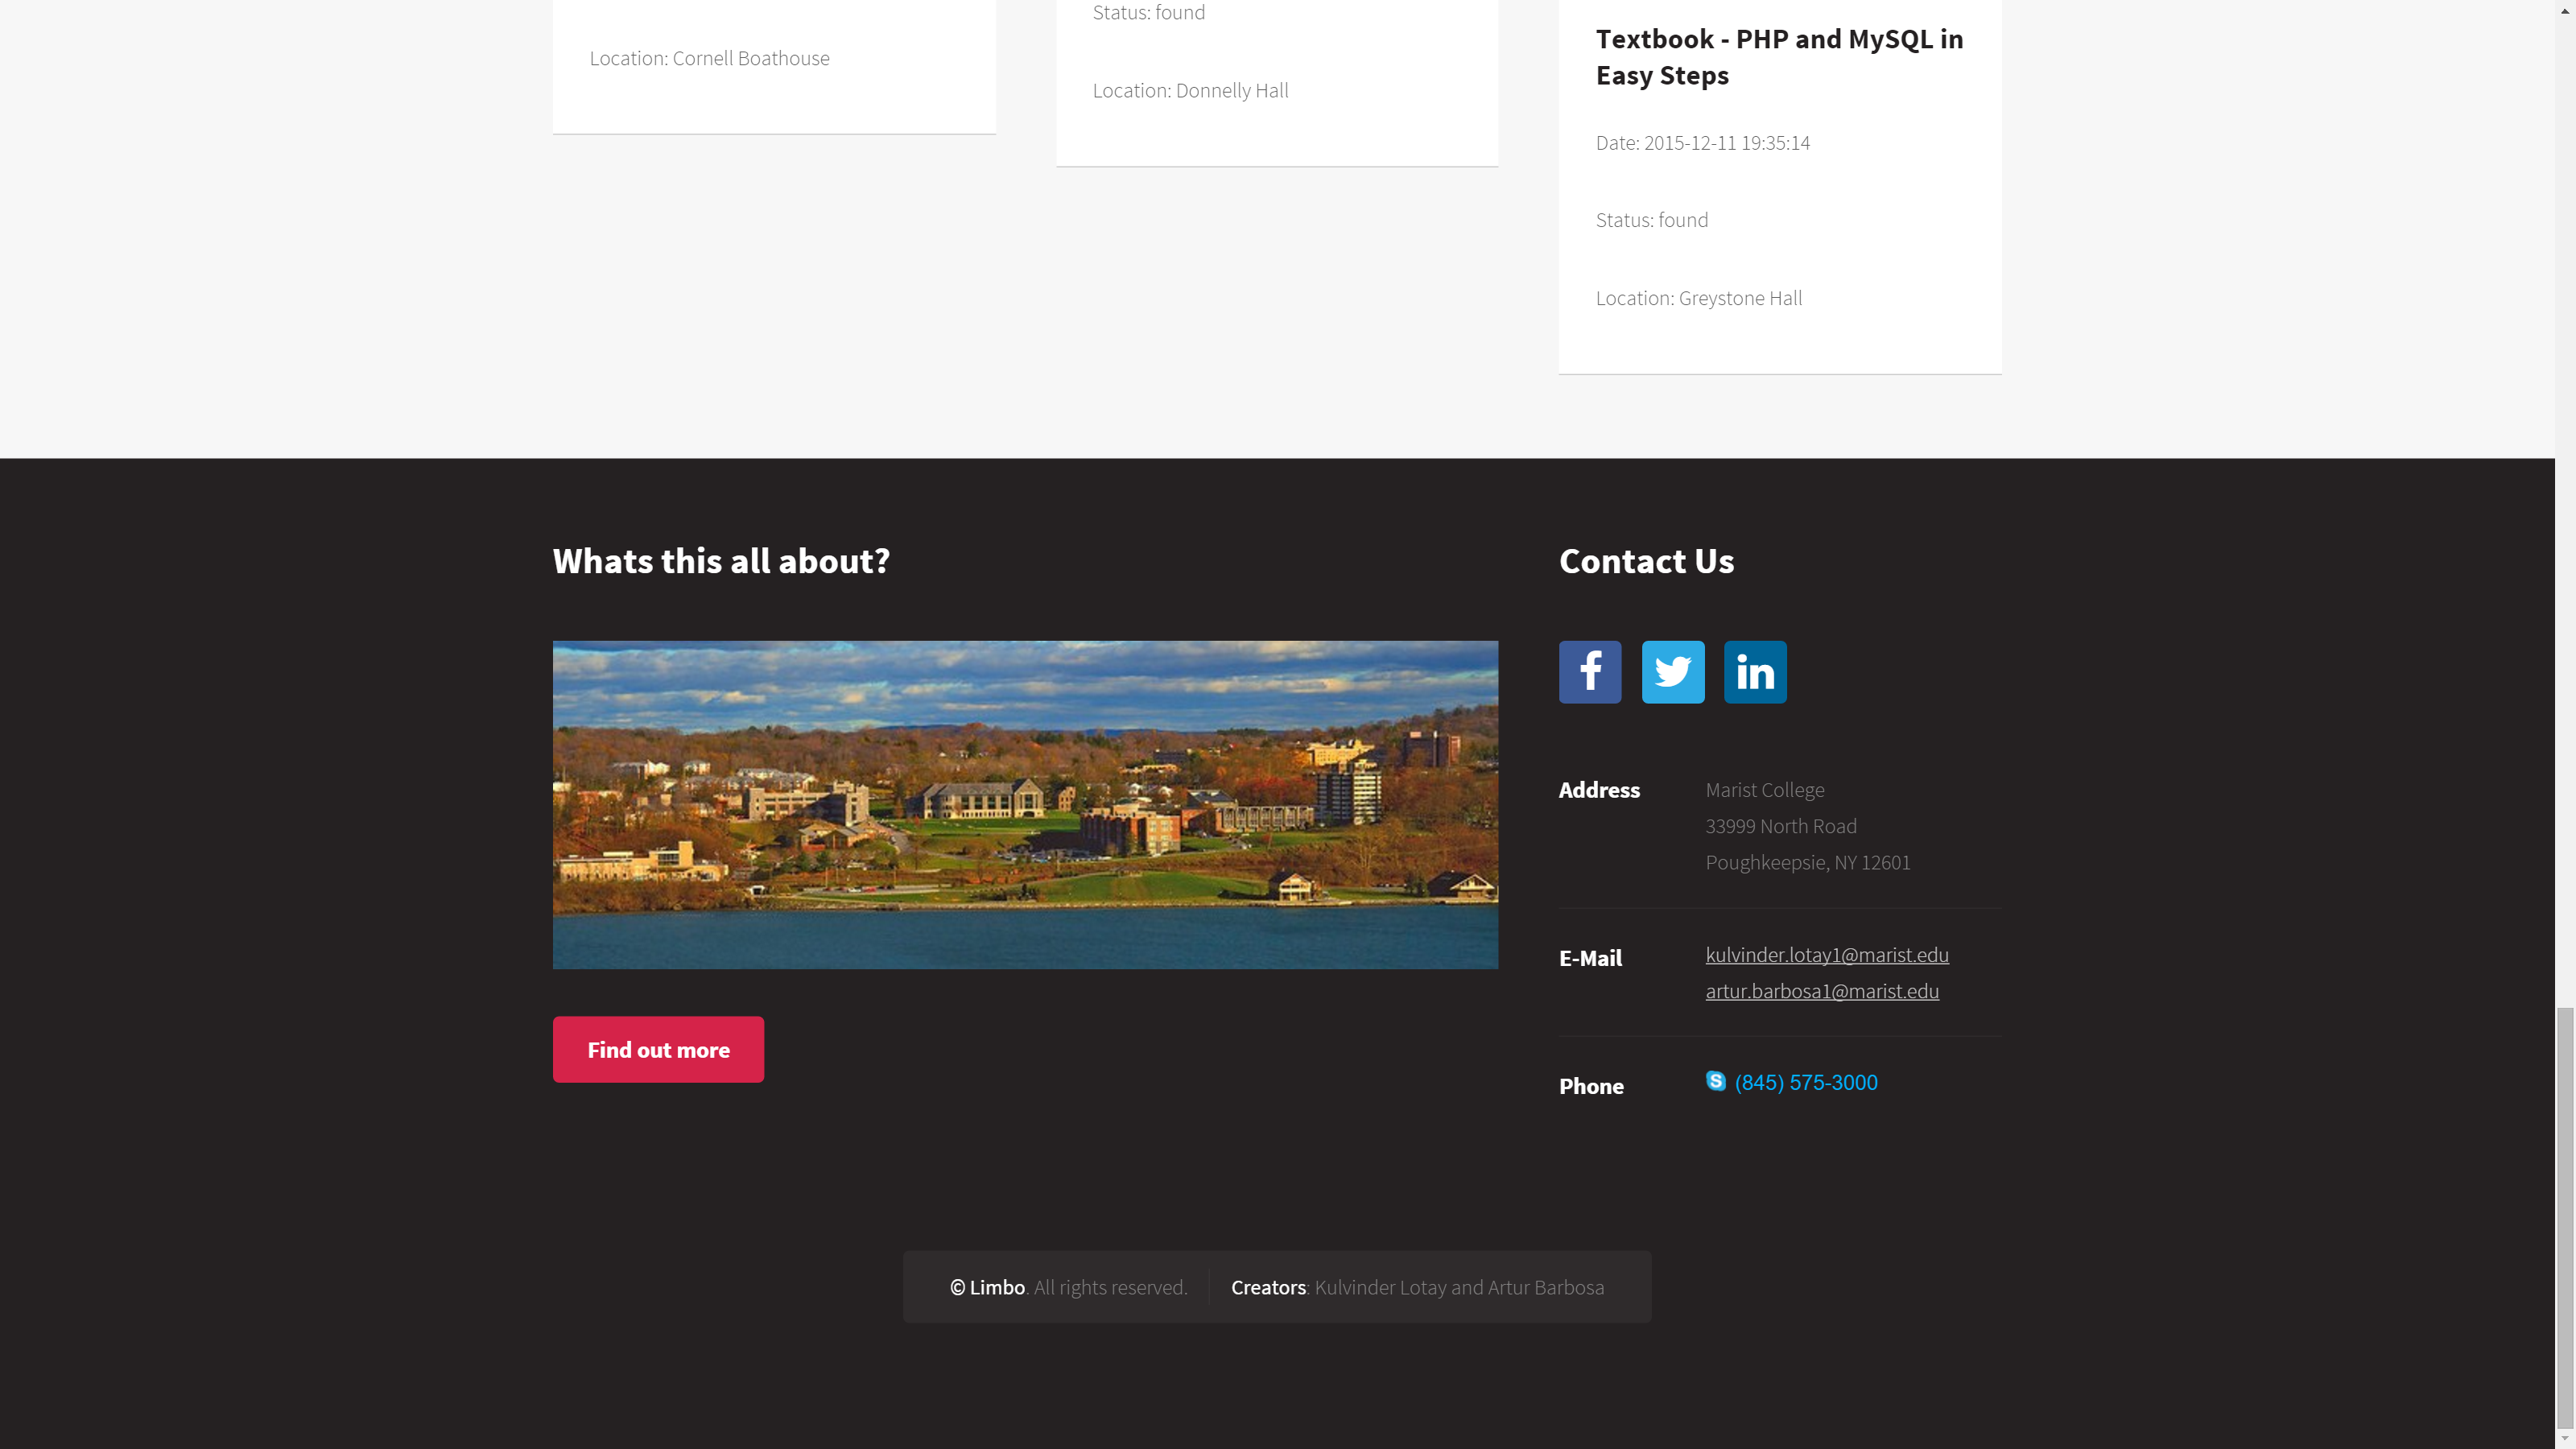 Location: Cornell Boathouse
Status: found
Location: Donnelly Hall
Textbook - PHP and MySQL in
Easy Steps
Date: 2015-12-11 19:35:14
Status: found
Location: Greystone Hall
Whats this all about?
Find out more
Contact Us
Address
Marist College
33999 North Road
Poughkeepsie, NY 12601
E-Mail
kulvinder.lotay1@marist.edu
artur.barbosa1@marist.edu
Phone
(845) 575-3000
© Limbo. All rights reserved.
Creators: Kulvinder Lotay and Artur Barbosa